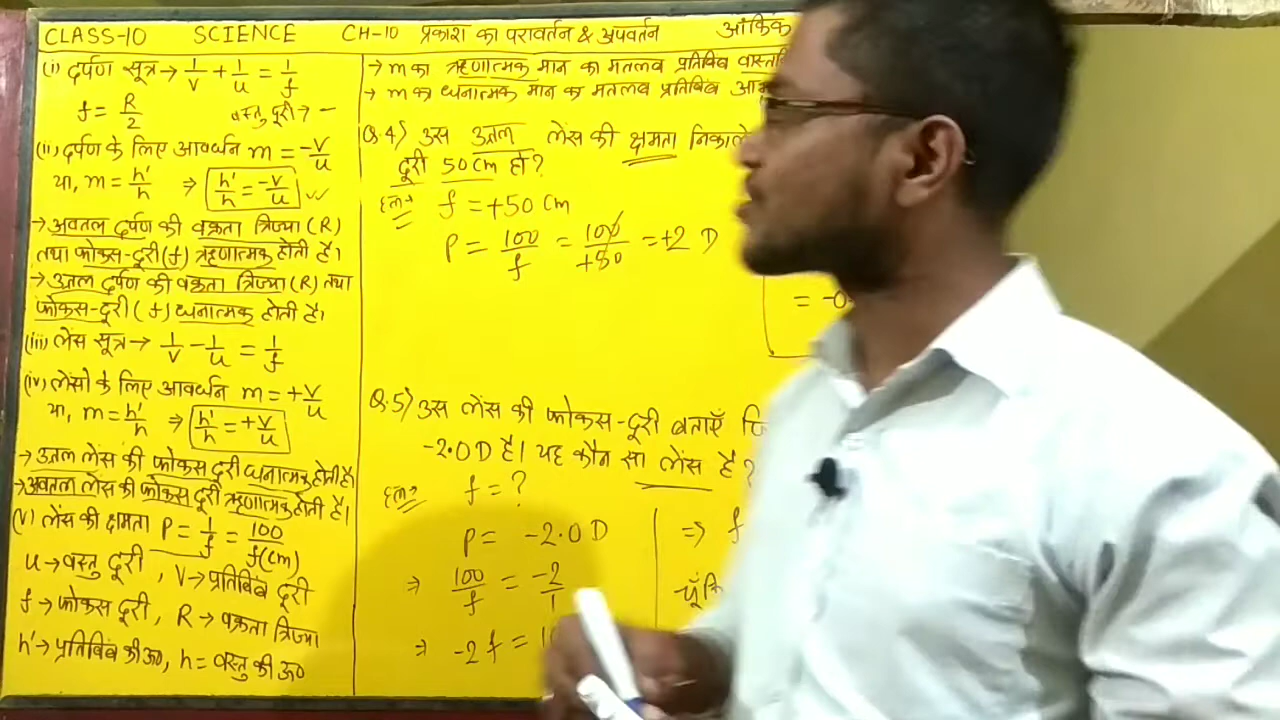 CLASS-10 SCIENCE CH-10 प्रकाश का परावर्तन & अपवर्तन आंकिक
(i) दर्पण सूत्र → 1/v + 1/u = 1/f
f = R/2 वस्तु दूरी → -
(ii) दर्पण के लिए आवर्धन m = -v/u
या, m = h'/h ⇒ h'/h = -v/u
→ अवतल दर्पण की वक्रता त्रिज्या (R)
तथा फोकस-दूरी (f) ऋणात्मक होती है।
→ उत्तल दर्पण की वक्रता त्रिज्या (R) तथा
फोकस-दूरी (f) धनात्मक होती है।
(iii) लेंस सूत्र → 1/v - 1/u = 1/f
(iv) लेंसो के लिए आवर्धन m = +v/u
या, m = h'/h ⇒ h'/h = +v/u
→ उत्तल लेंस की फोकस दूरी धनात्मक होती है।
→ अवतल लेंस की फोकस दूरी ऋणात्मक होती है।
(v) लेंस की क्षमता P = 1/f = 100/f(cm)
u → वस्तु दूरी, v → प्रतिबिंब दूरी
f → फोकस दूरी, R → वक्रता त्रिज्या
h' → प्रतिबिंब की ऊ०, h = वस्तु की ऊ०
→ m का ऋणात्मक मान का मतलब प्रतिबिंब
→ m का धनात्मक मान का मतलब प्रतिबिंब
Q.4) उस उत्तल लेंस की क्षमता
दूरी 50 cm हो?
हल→ f = +50 cm
P = 100/f = 100/+50 = +2 D
Q.5) उस लेंस की फोकस-दूरी बताएँ
-2.0 D है। यह कौन सा लेंस है?
हल→ f = ?
P = -2.0 D
⇒ 100/f = -2/1
⇒ -2f =
⇒ f